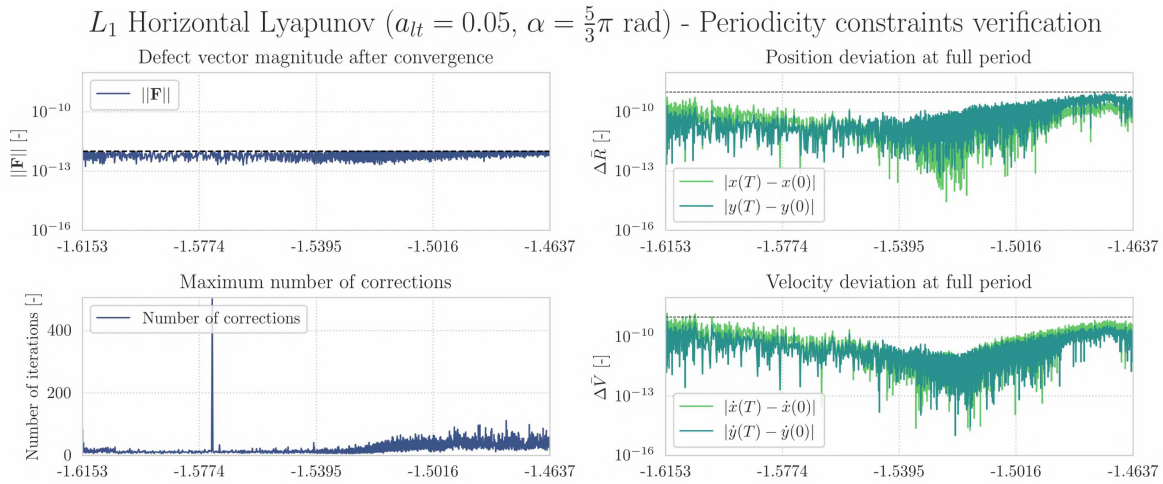 L₁ Horizontal Lyapunov (aₗₜ = 0.05, α = 5/3π rad) - Periodicity constraints verification
Defect vector magnitude after convergence
||F||
||F|| [-]
10⁻¹⁰
10⁻¹³
10⁻¹⁶
-1.6153 -1.5774 -1.5395 -1.5016 -1.4637
Position deviation at full period
ΔR̄ [-]
10⁻¹⁰
10⁻¹³
10⁻¹⁶
|x(T) − x(0)|
|y(T) − y(0)|
-1.6153 -1.5774 -1.5395 -1.5016 -1.4637
Maximum number of corrections
Number of corrections
Number of iterations [-]
400
200
0
-1.6153 -1.5774 -1.5395 -1.5016 -1.4637
Velocity deviation at full period
ΔV̄ [-]
10⁻¹⁰
10⁻¹³
10⁻¹⁶
|ẋ(T) − ẋ(0)|
|ẏ(T) − ẏ(0)|
-1.6153 -1.5774 -1.5395 -1.5016 -1.4637